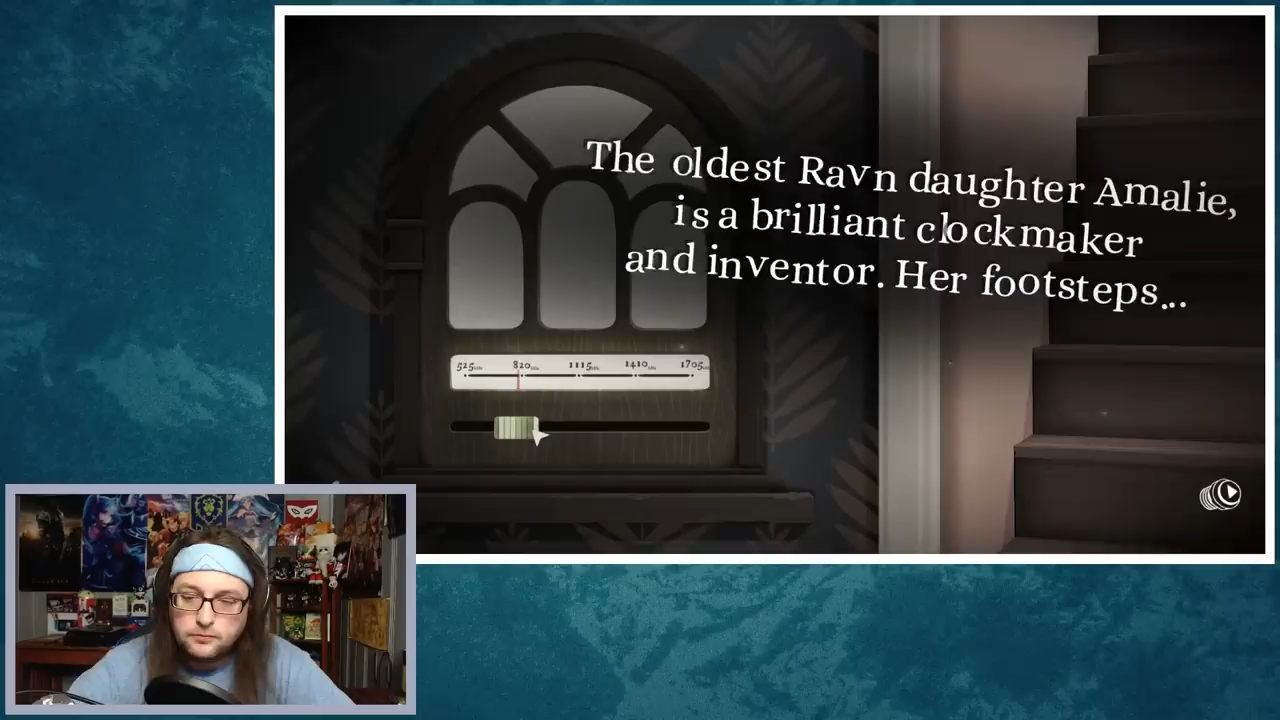 The oldest Ravn daughter Amalie,
is a brilliant clockmaker
and inventor. Her footsteps...
525 820 1115 1410 1705